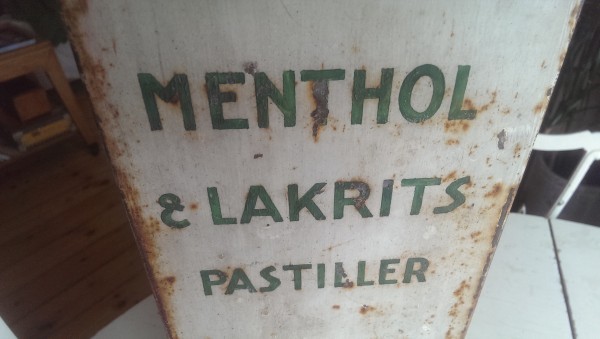 MENTHOL
& LAKRITS
PASTILLER